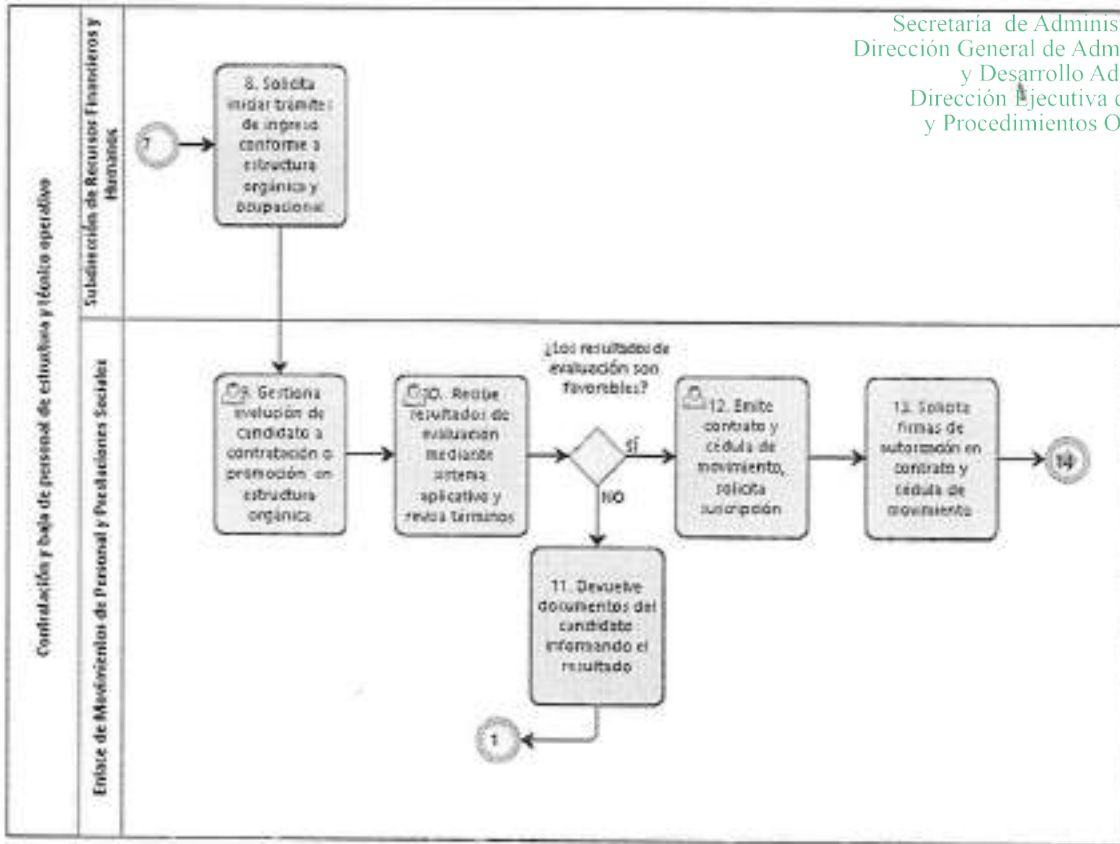 Secretaría de Adminis
Dirección General de Adm
y Desarrollo Ad
Dirección Ejecutiva d
y Procedimientos O
Contratación y baja de personal de estructura y técnico operativo
Subdirección de Recursos Financieros y
Humanos
7
8. Solicita
iniciar trámites
de ingreso
conforme a
estructura
orgánica y
ocupacional
Enlace de Movimientos de Personal y Prestaciones Sociales
9. Gestiona
evalución de
candidato a
contratación o
promoción en
estructura
orgánica
10. Recibe
resultados de
evaluación
mediante
sistema
aplicativo y
revisa términos
¿Los resultados de
evaluación son
favorables?
SÍ
NO
11. Devuelve
documentos del
candidato
informando el
resultado
1
12. Emite
contrato y
cédula de
movimiento,
solicita
suscripción
13. Solicita
firmas de
autorización en
contrato y
cédula de
movimiento
14